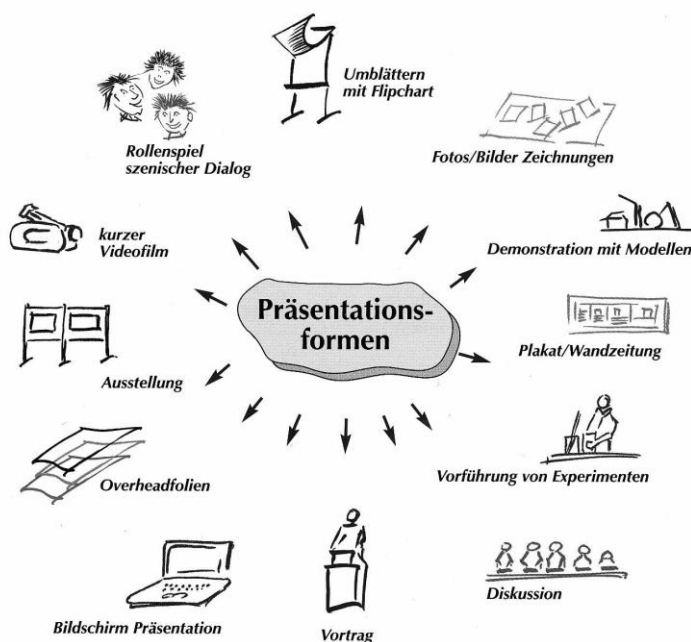 Umblättern
mit Flipchart
Rollenspiel
szenischer Dialog
Fotos/Bilder Zeichnungen
kurzer
Videofilm
Demonstration mit Modellen
Präsentations-
formen
Plakat/Wandzeitung
Ausstellung
Overheadfolien
Vorführung von Experimenten
Bildschirm Präsentation
Vortrag
Diskussion